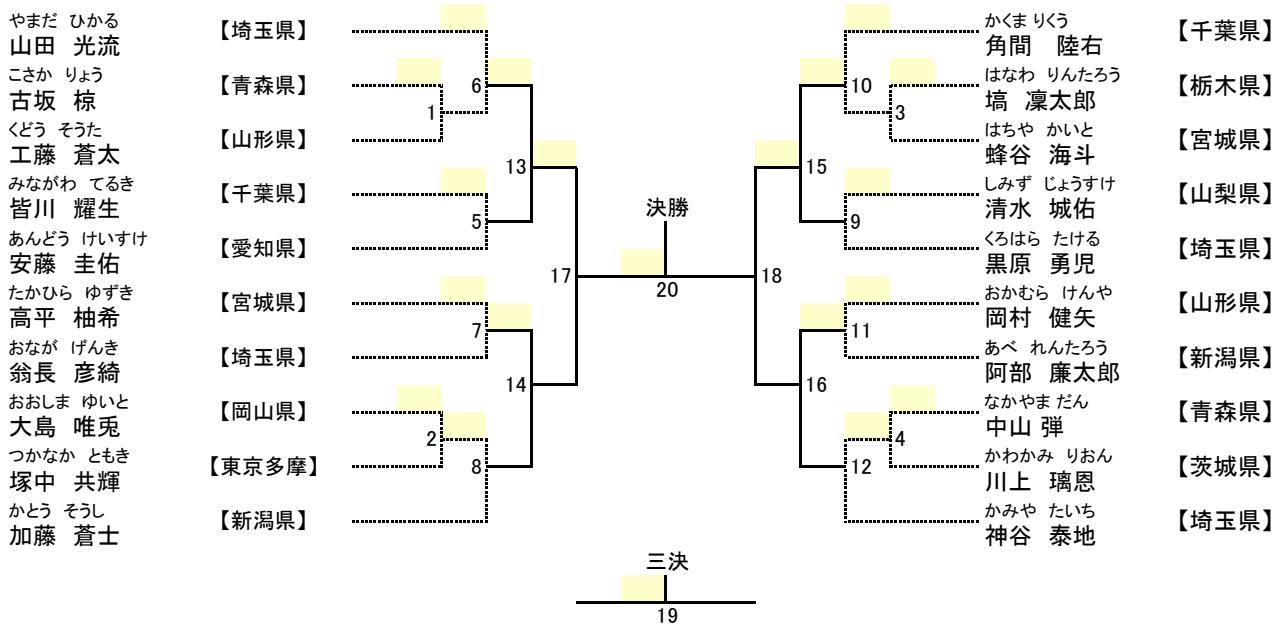 やまだ ひかる
山田 光流 【埼玉県】
こさか りょう
古坂 椋 【青森県】
くどう そうた
工藤 蒼太 【山形県】
みながわ てるき
皆川 耀生 【千葉県】
あんどう けいすけ
安藤 圭佑 【愛知県】
たかひら ゆずき
高平 柚希 【宮城県】
おなが げんき
翁長 彦綺 【埼玉県】
おおしま ゆいと
大島 唯兎 【岡山県】
つかなか ともき
塚中 共輝 【東京多摩】
かとう そうし
加藤 蒼士 【新潟県】
6
1
13
5
17
7
14
2
8
決勝
20
三決
19
10
3
15
9
18
11
16
4
12
かくま りくう
角間 陸右 【千葉県】
はなわ りんたろう
塙 凜太郎 【栃木県】
はちや かいと
蜂谷 海斗 【宮城県】
しみず じょうすけ
清水 城佑 【山梨県】
くろはら たける
黒原 勇児 【埼玉県】
おかむら けんや
岡村 健矢 【山形県】
あべ れんたろう
阿部 廉太郎 【新潟県】
なかやま だん
中山 弾 【青森県】
かわかみ りおん
川上 璃恩 【茨城県】
かみや たいち
神谷 泰地 【埼玉県】